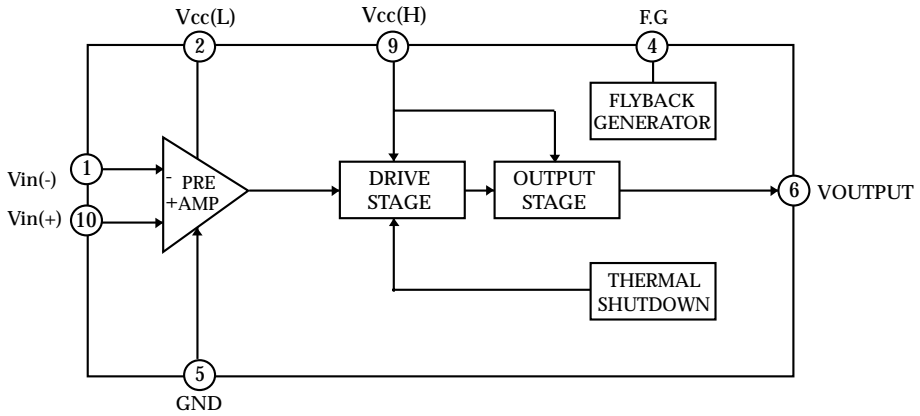 Vcc(L)
Vcc(H)
F.G
2
9
4
FLYBACK
GENERATOR
1
Vin(-)
-
PRE
+AMP
DRIVE
STAGE
OUTPUT
STAGE
6
VOUTPUT
10
Vin(+)
THERMAL
SHUTDOWN
5
GND